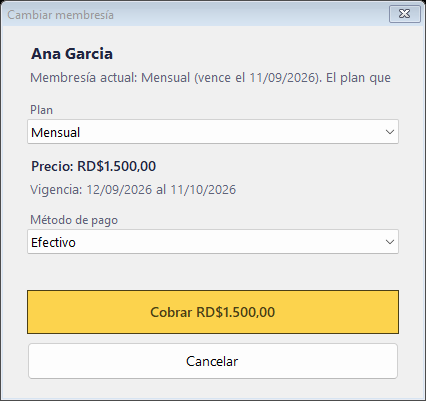 Cambiar membresía
Ana Garcia
Membresía actual: Mensual (vence el 11/09/2026). El plan que
Plan
Mensual
Precio: RD$1.500,00
Vigencia: 12/09/2026 al 11/10/2026
Método de pago
Efectivo
Cobrar RD$1.500,00
Cancelar